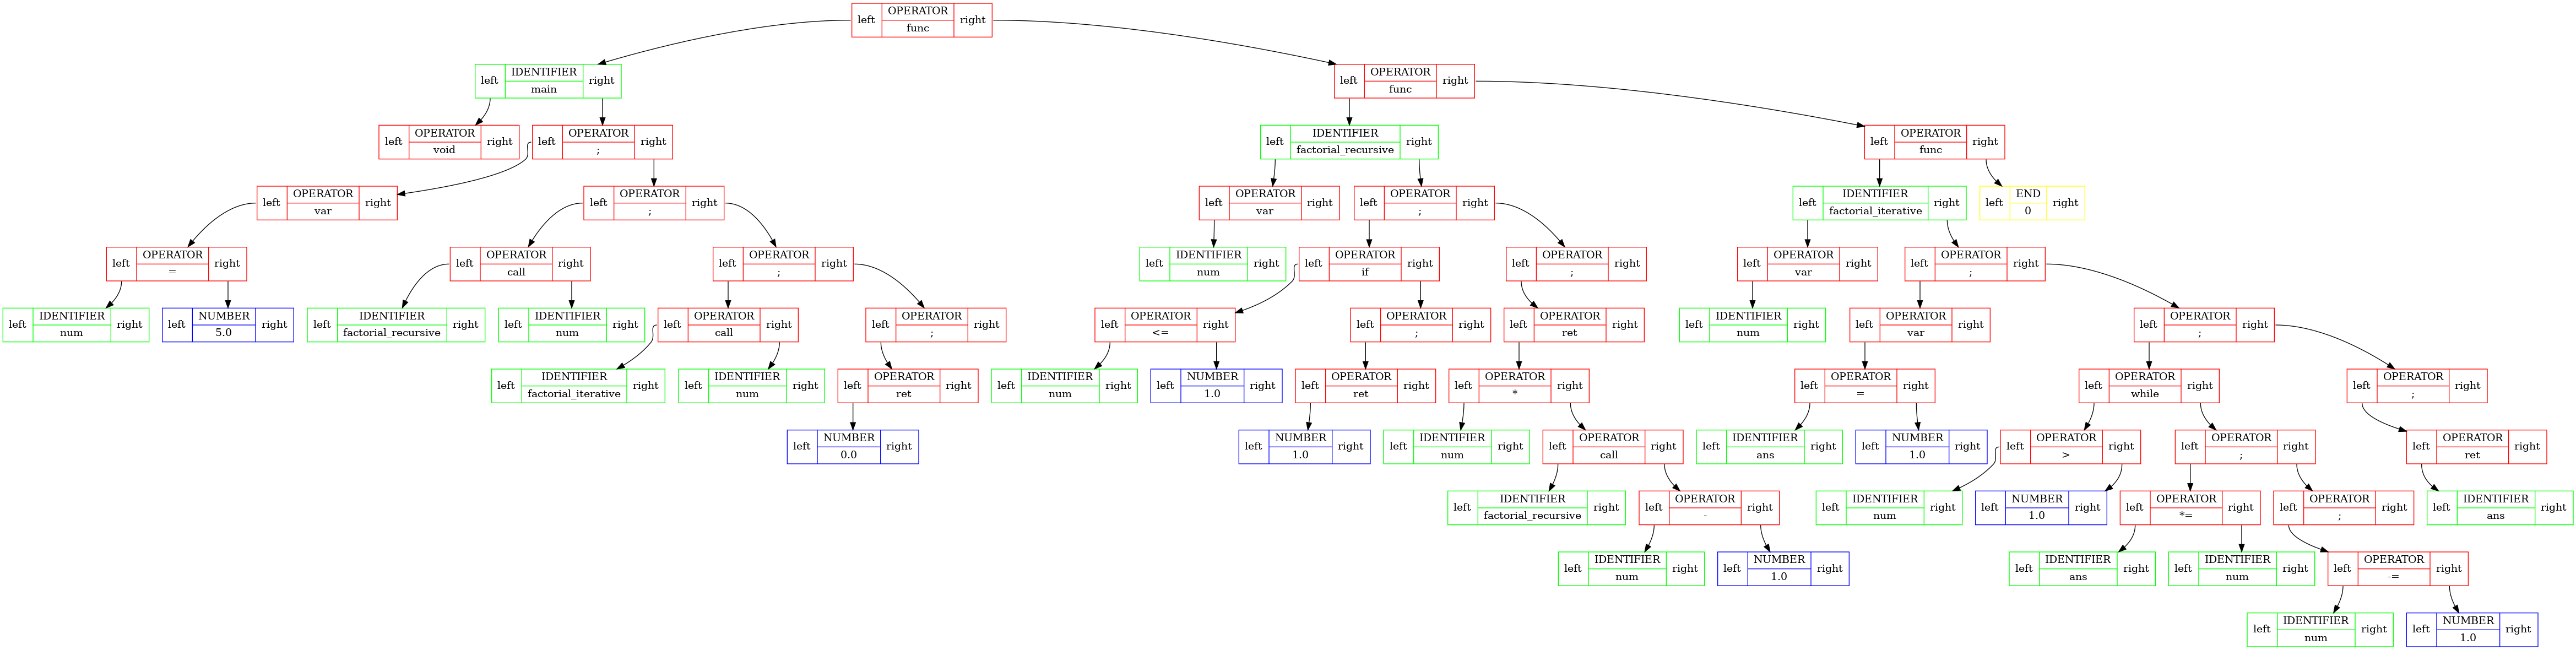 left OPERATOR func right
left IDENTIFIER main right
left OPERATOR func right
left OPERATOR void right
left OPERATOR ; right
left IDENTIFIER factorial_recursive right
left OPERATOR func right
left OPERATOR var right
left OPERATOR ; right
left OPERATOR var right
left OPERATOR ; right
left IDENTIFIER factorial_iterative right
left END 0 right
left OPERATOR = right
left OPERATOR call right
left OPERATOR ; right
left IDENTIFIER num right
left OPERATOR if right
left OPERATOR ; right
left OPERATOR var right
left OPERATOR ; right
left IDENTIFIER num right
left NUMBER 5.0 right
left IDENTIFIER factorial_recursive right
left IDENTIFIER num right
left OPERATOR call right
left OPERATOR ; right
left OPERATOR <= right
left OPERATOR ; right
left OPERATOR ret right
left IDENTIFIER num right
left OPERATOR var right
left OPERATOR ; right
left IDENTIFIER factorial_iterative right
left IDENTIFIER num right
left OPERATOR ret right
left IDENTIFIER num right
left NUMBER 1.0 right
left OPERATOR ret right
left OPERATOR * right
left OPERATOR = right
left OPERATOR while right
left OPERATOR ; right
left NUMBER 0.0 right
left NUMBER 1.0 right
left IDENTIFIER num right
left OPERATOR call right
left IDENTIFIER ans right
left NUMBER 1.0 right
left OPERATOR > right
left OPERATOR ; right
left OPERATOR ret right
left IDENTIFIER factorial_recursive right
left OPERATOR - right
left IDENTIFIER num right
left NUMBER 1.0 right
left OPERATOR *= right
left OPERATOR ; right
left IDENTIFIER ans right
left IDENTIFIER num right
left NUMBER 1.0 right
left IDENTIFIER ans right
left IDENTIFIER num right
left OPERATOR -= right
left IDENTIFIER num right
left NUMBER 1.0 right